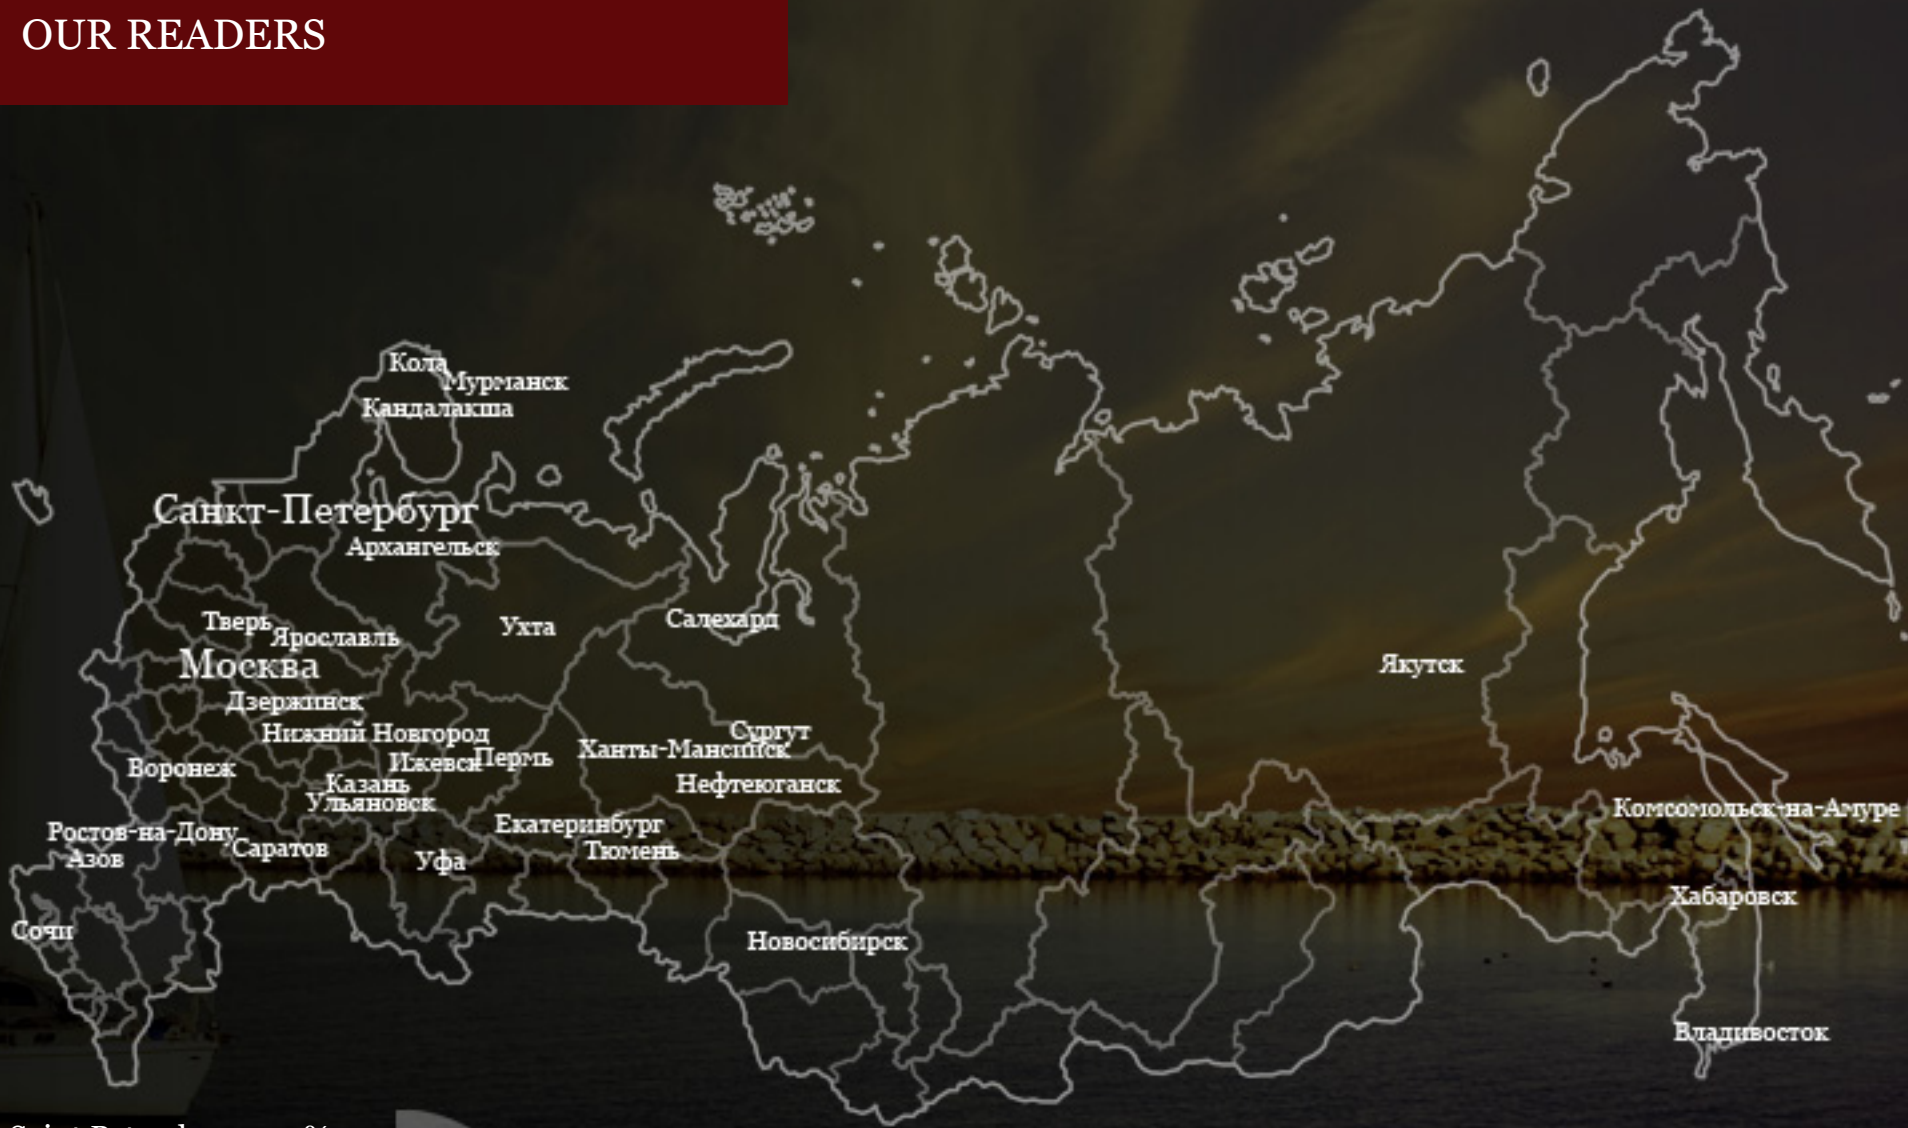 OUR READERS
Кола
Мурманск
Кандалакша
Санкт-Петербург
Архангельск
Тверь
Ярославль
Ухта
Салехард
Москва
Якутск
Дзержинск
Нижний Новгород
Сургут
Ханты-Мансийск
Пермь
Ижевск
Воронеж
Казань
Нефтеюганск
Ульяновск
Комсомольск-на-Амуре
Екатеринбург
Ростов-на-Дону
Саратов
Тюмень
Азов
Уфа
Хабаровск
Сочи
Новосибирск
Владивосток